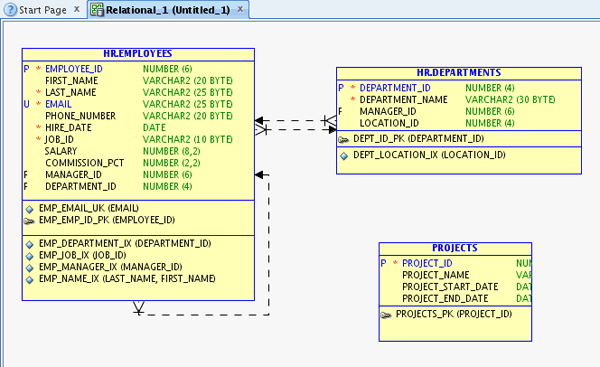 Start Page
Relational_1 (Untitled_1)
HR.EMPLOYEES
P * EMPLOYEE_ID NUMBER (6)
FIRST_NAME VARCHAR2 (20 BYTE)
* LAST_NAME VARCHAR2 (25 BYTE)
U * EMAIL VARCHAR2 (25 BYTE)
PHONE_NUMBER VARCHAR2 (20 BYTE)
* HIRE_DATE DATE
* JOB_ID VARCHAR2 (10 BYTE)
SALARY NUMBER (8,2)
COMMISSION_PCT NUMBER (2,2)
F MANAGER_ID NUMBER (6)
F DEPARTMENT_ID NUMBER (4)
EMP_EMAIL_UK (EMAIL)
EMP_EMP_ID_PK (EMPLOYEE_ID)
EMP_DEPARTMENT_IX (DEPARTMENT_ID)
EMP_JOB_IX (JOB_ID)
EMP_MANAGER_IX (MANAGER_ID)
EMP_NAME_IX (LAST_NAME, FIRST_NAME)
HR.DEPARTMENTS
P * DEPARTMENT_ID NUMBER (4)
* DEPARTMENT_NAME VARCHAR2 (30 BYTE)
F MANAGER_ID NUMBER (6)
LOCATION_ID NUMBER (4)
DEPT_ID_PK (DEPARTMENT_ID)
DEPT_LOCATION_IX (LOCATION_ID)
PROJECTS
P * PROJECT_ID NUM
PROJECT_NAME VAR
PROJECT_START_DATE DAT
PROJECT_END_DATE DAT
PROJECTS_PK (PROJECT_ID)